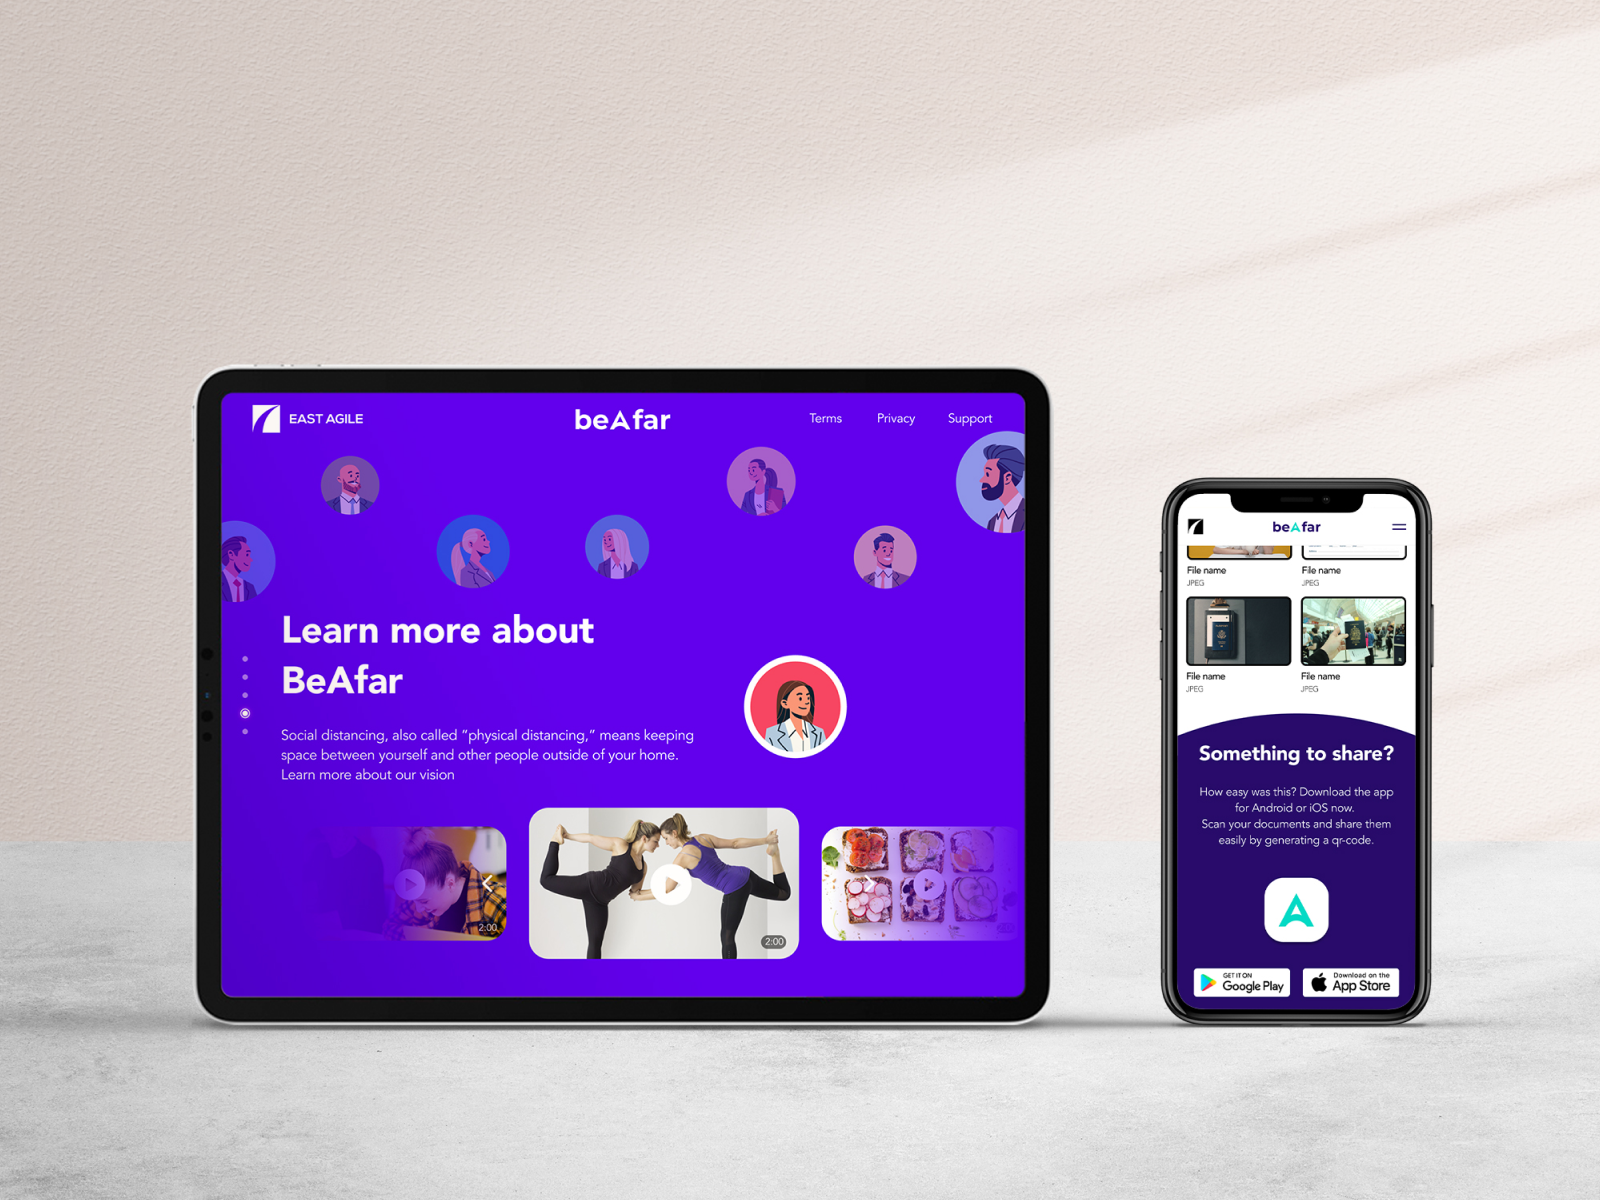 EAST AGILE
beAfar
Terms
Privacy
Support
Learn more about
BeAfar
Social distancing, also called “physical distancing,” means keeping
space between yourself and other people outside of your home.
Learn more about our vision
2:00
2:00
beAfar
File name
JPEG
File name
JPEG
File name
JPEG
File name
JPEG
Something to share?
How easy was this? Download the app
for Android or iOS now.
Scan your documents and share them
easily by generating a qr-code.
GET IT ON
Google Play
Download on the
App Store